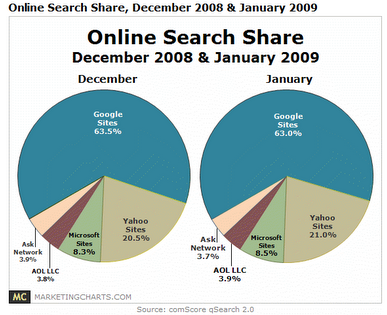 Online Search Share, December 2008 & January 2009
Online Search Share
December 2008 & January 2009
December
January
Google
Sites
63.5%
Yahoo
Sites
20.5%
Microsoft
Sites
8.3%
AOL LLC
3.8%
Ask
Network
3.9%
Google
Sites
63.0%
Yahoo
Sites
21.0%
Microsoft
Sites
8.5%
AOL LLC
3.9%
Ask
Network
3.7%
MC MARKETINGCHARTS.COM
Source: comScore qSearch 2.0